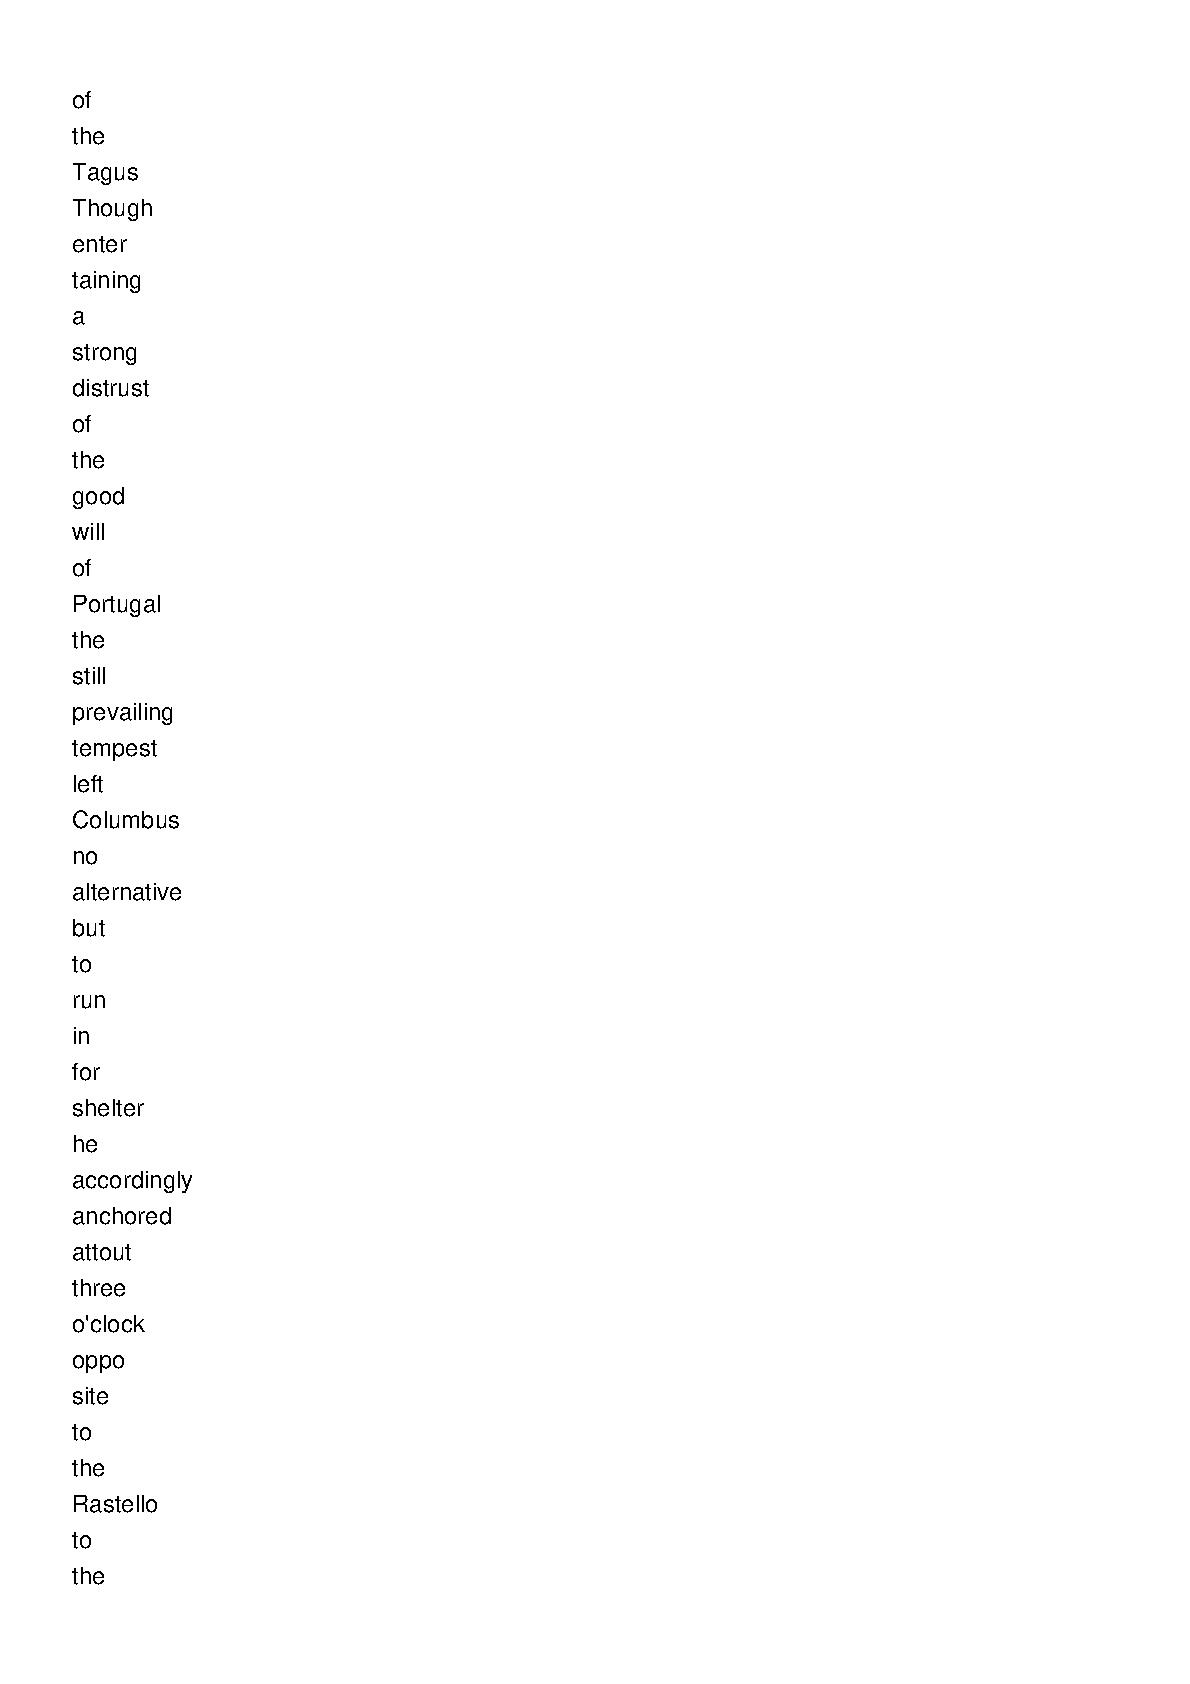 of
the
Tagus
Though
enter
taining
a
strong
distrust
of
the
good
will
of
Portugal
the
still
prevailing
tempest
left
Columbus
no
alternative
but
to
run
in
for
shelter
he
accordingly
anchored
attout
three
o'clock
oppo
site
to
the
Rastello
to
the